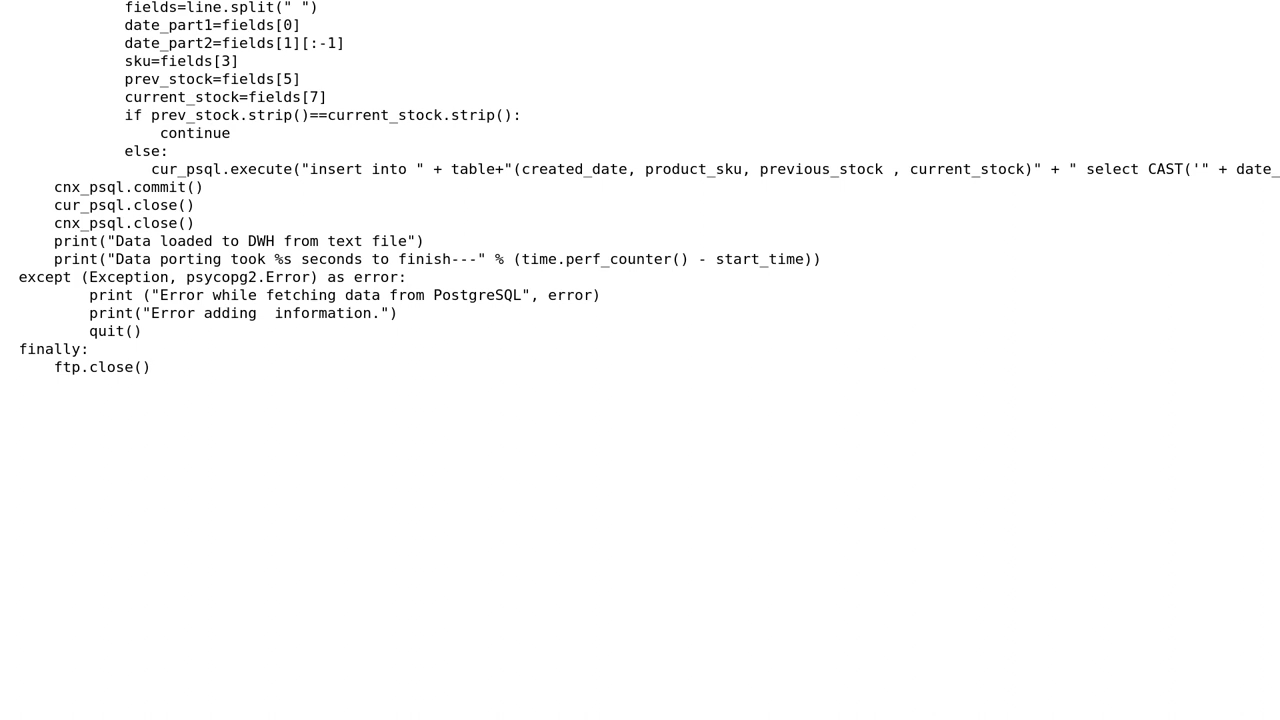 fields=line.split(" ")
date_part1=fields[0]
date_part2=fields[1][:-1]
sku=fields[3]
prev_stock=fields[5]
current_stock=fields[7]
if prev_stock.strip()==current_stock.strip():
continue
else:
cur_psql.execute("insert into " + table+"(created_date, product_sku, previous_stock , current_stock)" + " select CAST('" + date_
cnx_psql.commit()
cur_psql.close()
cnx_psql.close()
print("Data loaded to DWH from text file")
print("Data porting took %s seconds to finish---" % (time.perf_counter() - start_time))
except (Exception, psycopg2.Error) as error:
print ("Error while fetching data from PostgreSQL", error)
print("Error adding  information.")
quit()
finally:
ftp.close()